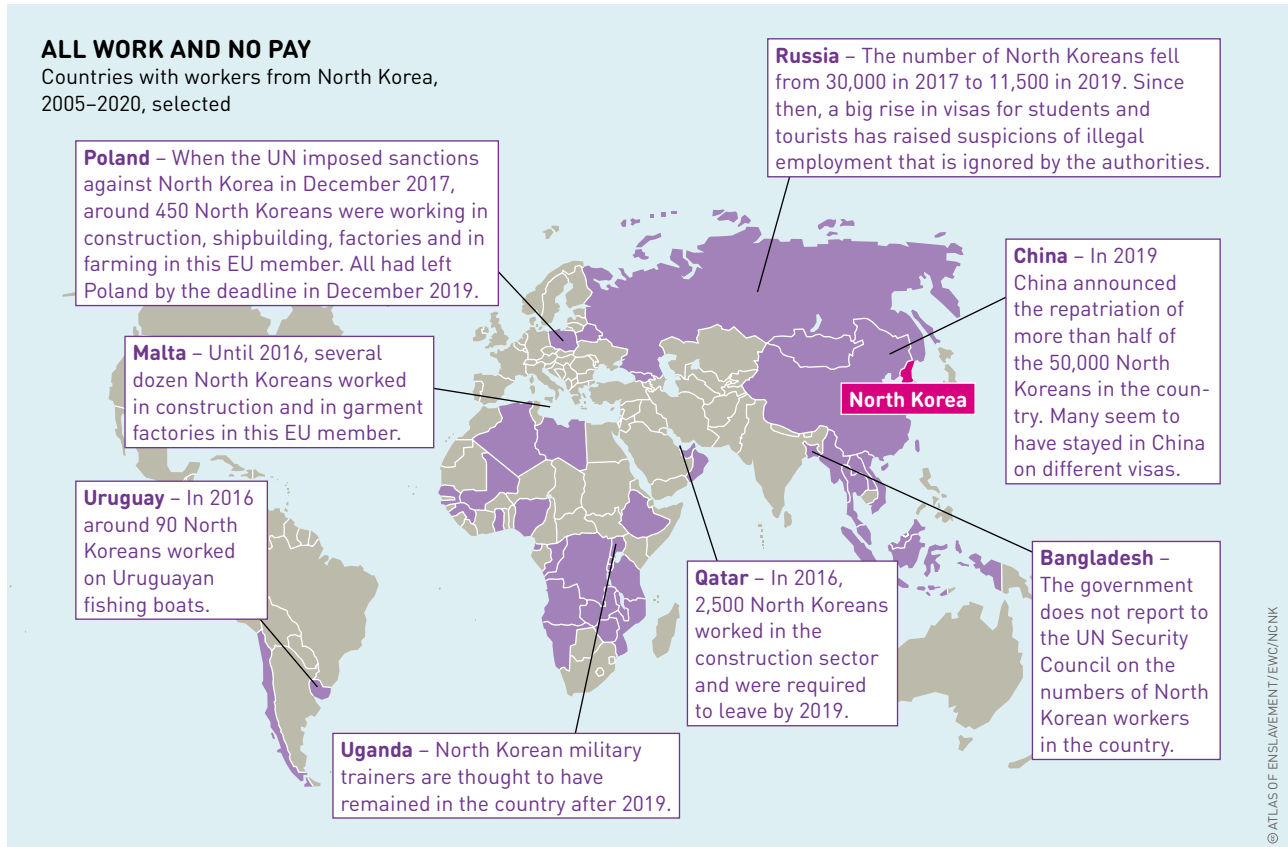 ALL WORK AND NO PAY
Countries with workers from North Korea,
2005–2020, selected
Russia – The number of North Koreans fell
from 30,000 in 2017 to 11,500 in 2019. Since
then, a big rise in visas for students and
tourists has raised suspicions of illegal
employment that is ignored by the authorities.
Poland – When the UN imposed sanctions
against North Korea in December 2017,
around 450 North Koreans were working in
construction, shipbuilding, factories and in
farming in this EU member. All had left
Poland by the deadline in December 2019.
China – In 2019
China announced
the repatriation of
more than half of
the 50,000 North
Koreans in the coun-
try. Many seem to
have stayed in China
on different visas.
Malta – Until 2016, several
dozen North Koreans worked
in construction and in garment
factories in this EU member.
North Korea
Uruguay – In 2016
around 90 North
Koreans worked
on Uruguayan
fishing boats.
Qatar – In 2016,
2,500 North Koreans
worked in the
construction sector
and were required
to leave by 2019.
Bangladesh –
The government
does not report to
the UN Security
Council on the
numbers of North
Korean workers
in the country.
Uganda – North Korean military
trainers are thought to have
remained in the country after 2019.
© ATLAS OF ENSLAVEMENT/EWC/NCNK